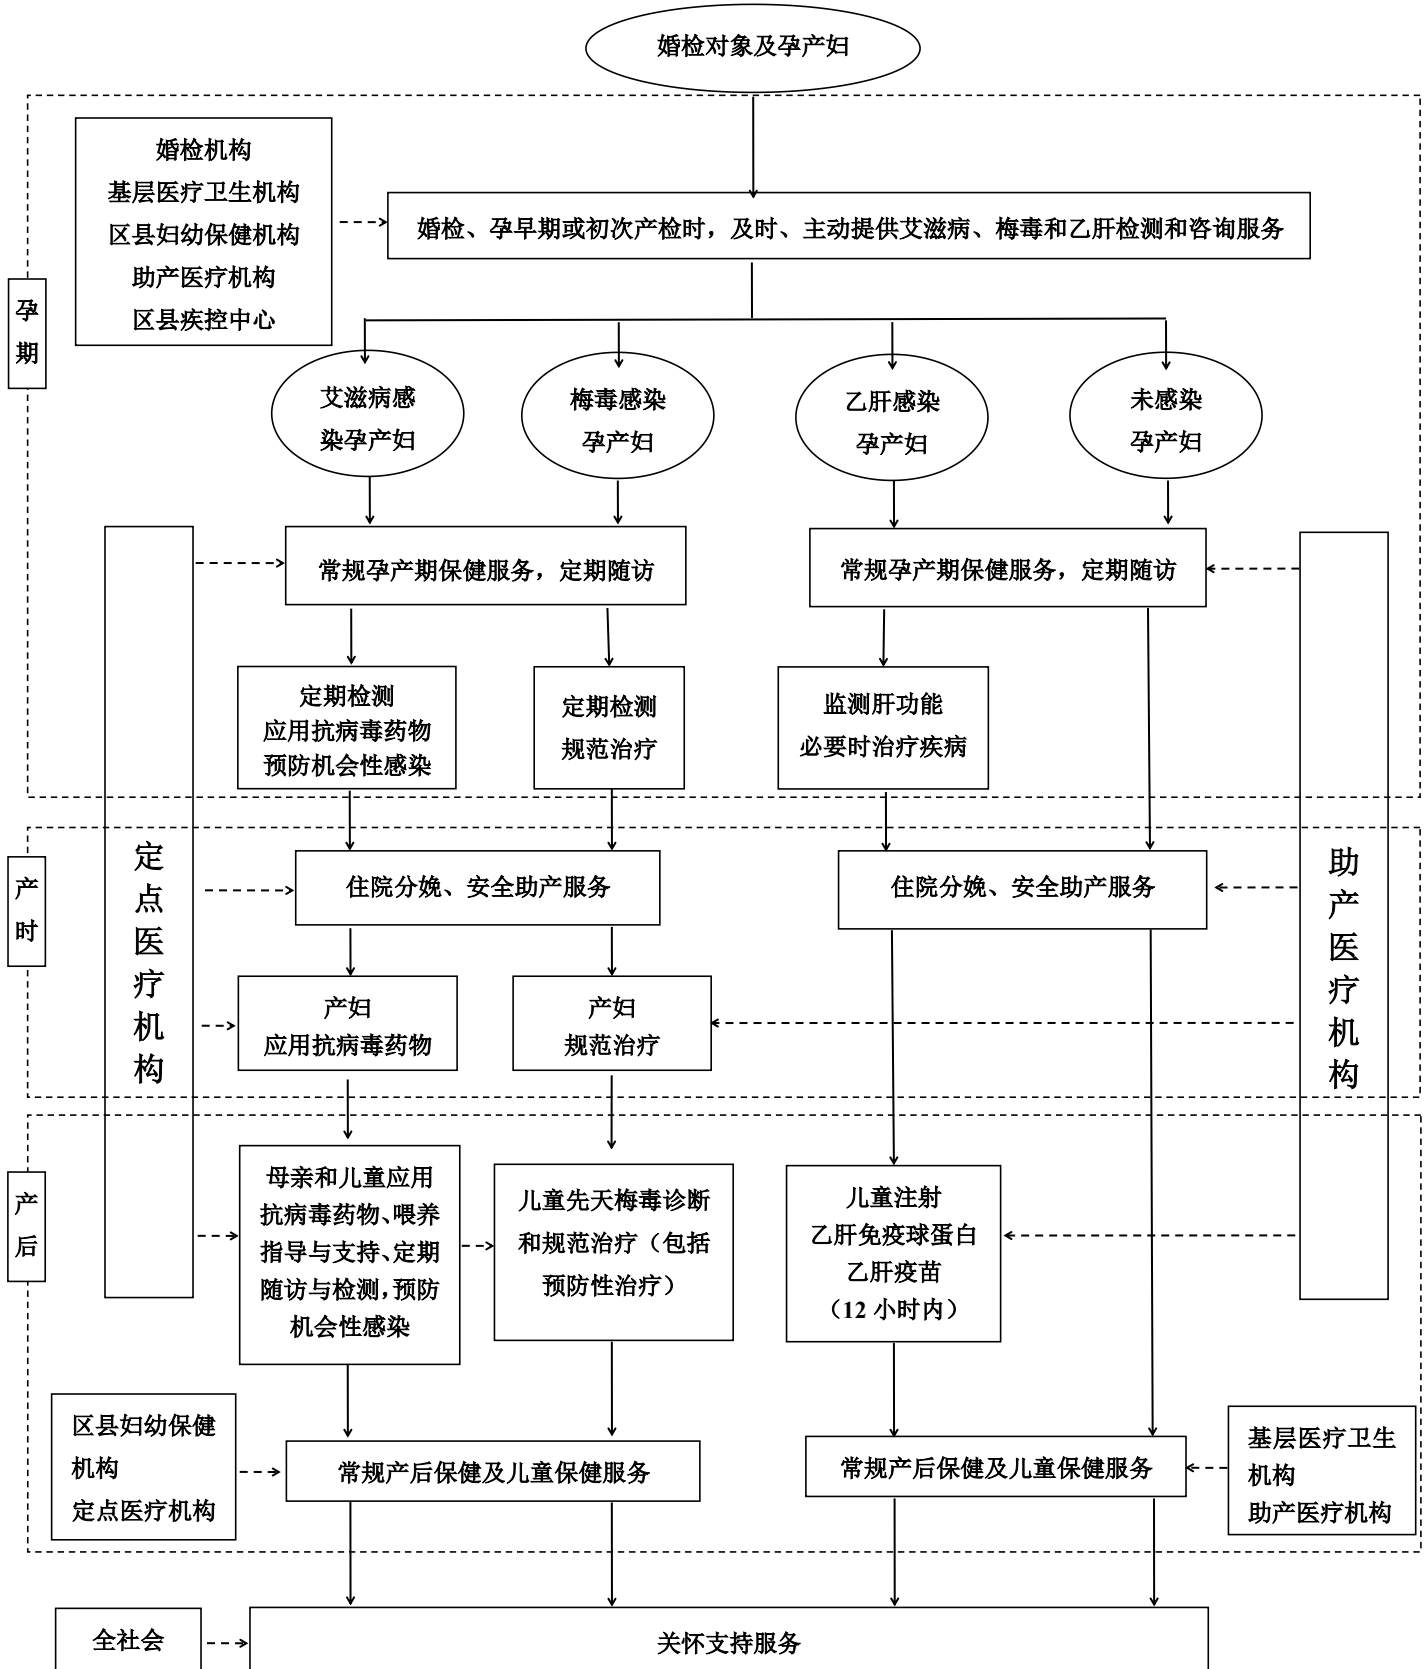 婚检对象及孕产妇
婚检机构
基层医疗卫生机构
区县妇幼保健机构
助产医疗机构
区县疾控中心
婚检、孕早期或初次产检时，及时、主动提供艾滋病、梅毒和乙肝检测和咨询服务
孕
期
艾滋病感
染孕产妇
梅毒感染
孕产妇
乙肝感染
孕产妇
未感染
孕产妇
常规孕产期保健服务，定期随访
常规孕产期保健服务，定期随访
定期检测
应用抗病毒药物
预防机会性感染
定期检测
规范治疗
监测肝功能
必要时治疗疾病
定
点
医
疗
机
构
助
产
医
疗
机
构
产
时
住院分娩、安全助产服务
住院分娩、安全助产服务
产妇
应用抗病毒药物
产妇
规范治疗
产
后
母亲和儿童应用
抗病毒药物、喂养
指导与支持、定期
随访与检测，预防
机会性感染
儿童先天梅毒诊断
和规范治疗（包括
预防性治疗）
儿童注射
乙肝免疫球蛋白
乙肝疫苗
（12 小时内）
区县妇幼保健
机构
定点医疗机构
常规产后保健及儿童保健服务
常规产后保健及儿童保健服务
基层医疗卫生
机构
助产医疗机构
全社会
关怀支持服务